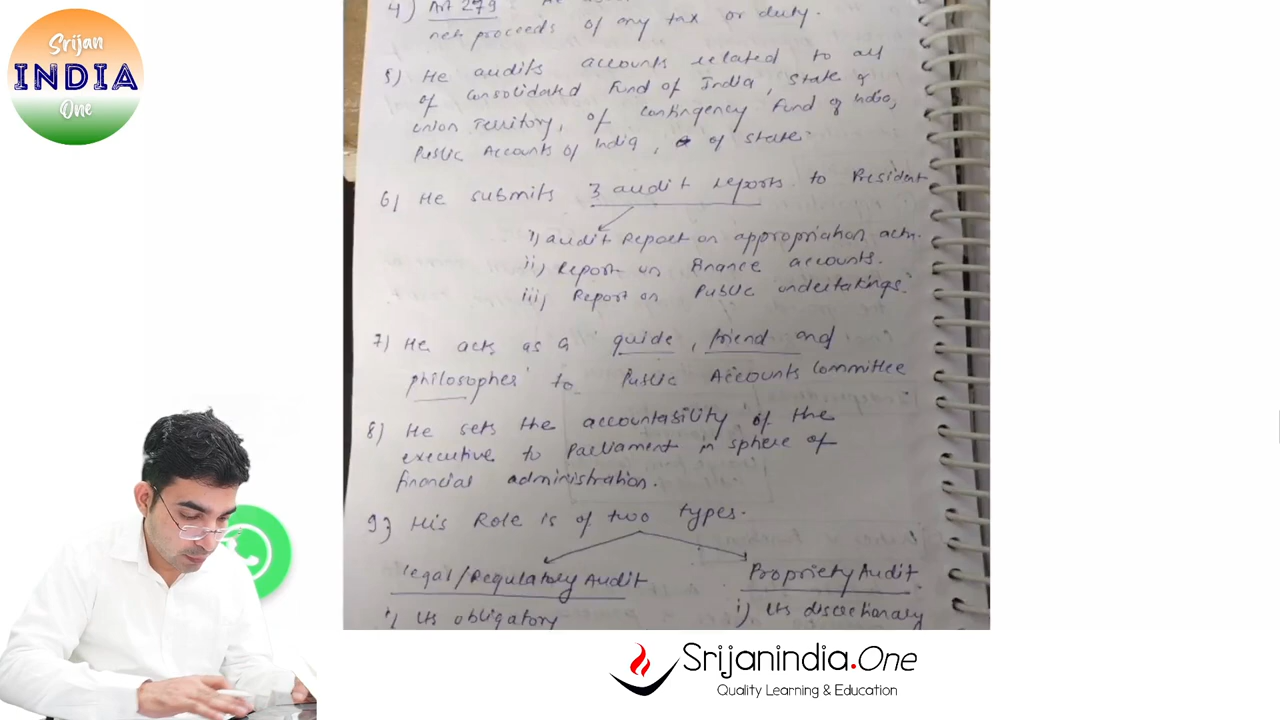 Srijan
INDIA
One
4) Art 279 : He
net proceeds of any tax or duty.
5) He audits accounts related to all
of Consolidated Fund of India, State &
Union Territory, of Contingency Fund of India,
Public Accounts of India, of state.
6) He submits 3 audit reports to President
i) audit Report on appropriation acts.
ii) Report on finance accounts.
iii) Report on Public undertakings.
7) He acts as a guide, friend and
philosopher to Public Accounts Committee
8) He sets the accountability of the
executive to Parliament in sphere of
financial administration.
9) His Role is of two types.
Legal/Regulatory Audit
Propriety Audit.
i) Its obligatory
i) Its discretionary
Srijanindia.One
Quality Learning & Education